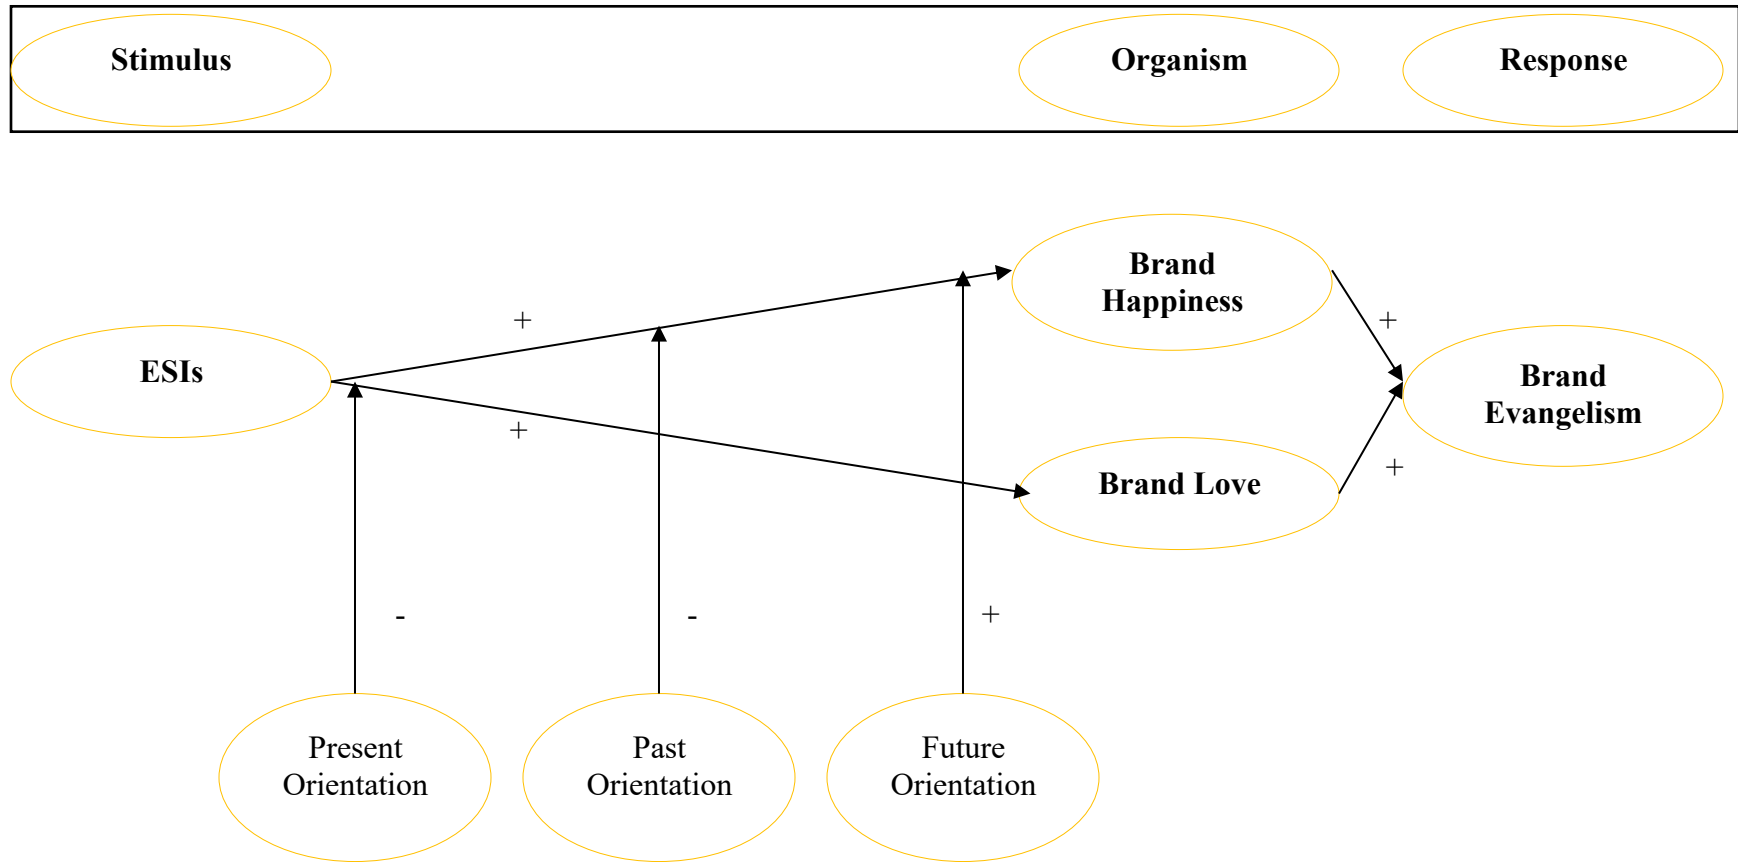 Stimulus
Organism
Response
Brand
Happiness
+
+
ESIs
Brand
Evangelism
+
+
Brand Love
-
-
+
Present
Orientation
Past
Orientation
Future
Orientation